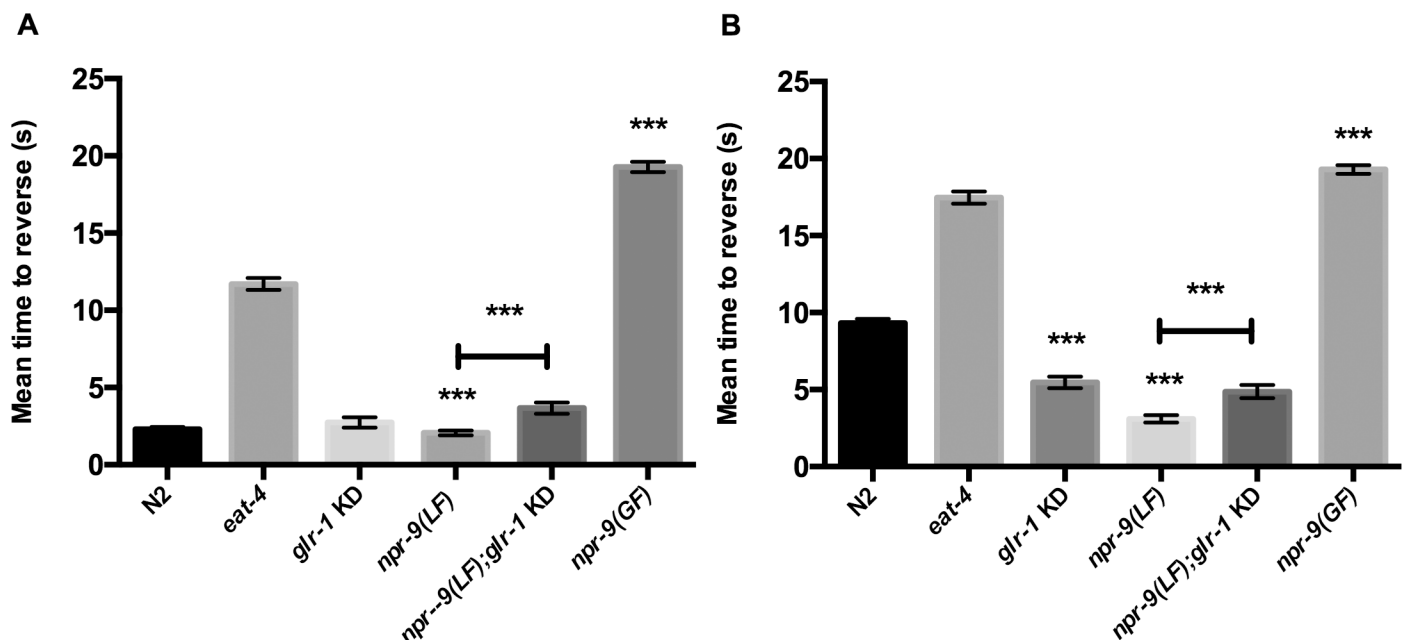 A
Mean time to reverse (s)
25
20
15
10
5
0
***
***
***
N2
eat-4
glr-1 KD
npr-9(LF)
npr--9(LF);glr-1 KD
npr-9(GF)
B
Mean time to reverse (s)
25
20
15
10
5
0
***
***
***
***
N2
eat-4
glr-1 KD
npr-9(LF)
npr-9(LF);glr-1 KD
npr-9(GF)